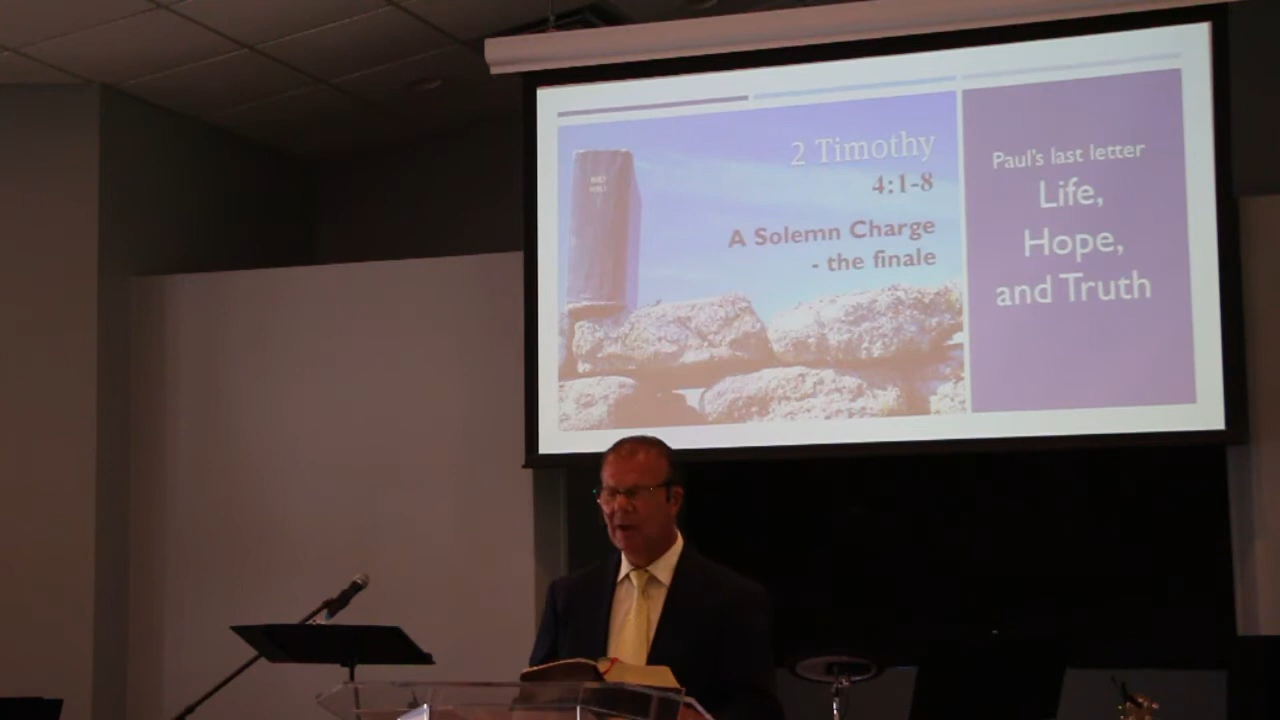 2 Timothy
4:1-8
A Solemn Charge
- the finale
Paul's last letter
Life,
Hope,
and Truth